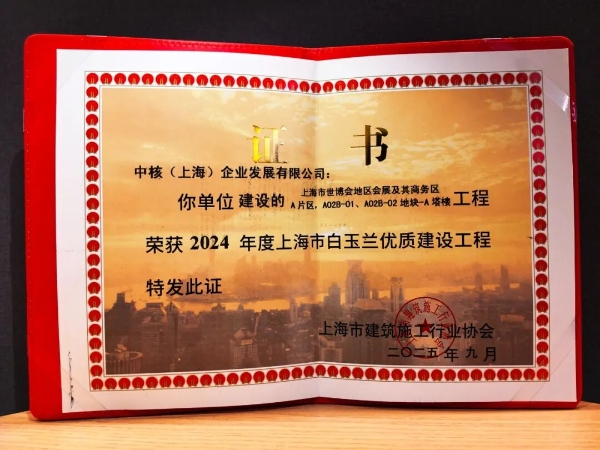 证书
中核（上海）企业发展有限公司：
上海市世博会地区会展及其商务区
你单位 建设的 A片区，A02B-01、A02B-02 地块-A 塔楼 工程
荣获 2024 年度上海市白玉兰优质建设工程
特发此证
上海市建筑施工行业协会
二〇二五年九月